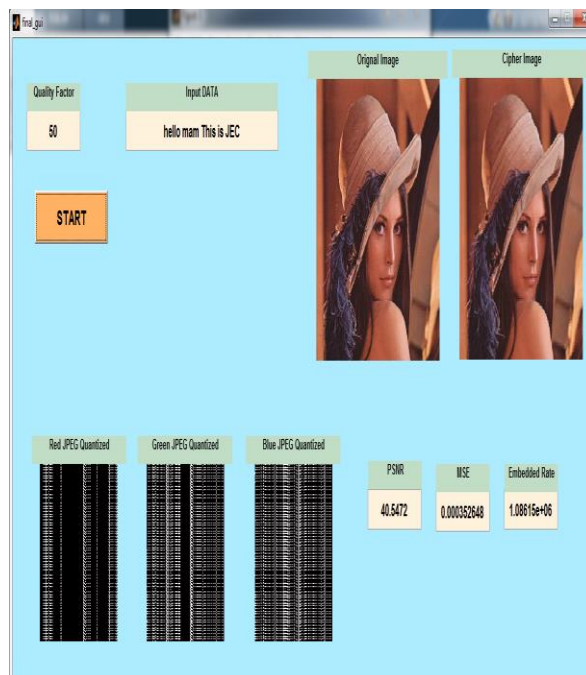 final_gui
Orignal Image
Cipher Image
Quality Factor
Input DATA
50
hello mam This is JEC
START
Red JPEG Quantized
Green JPEG Quantized
Blue JPEG Quantized
PSNR
MSE
Embedded Rate
40.5472
0.000352648
1.08615e+06